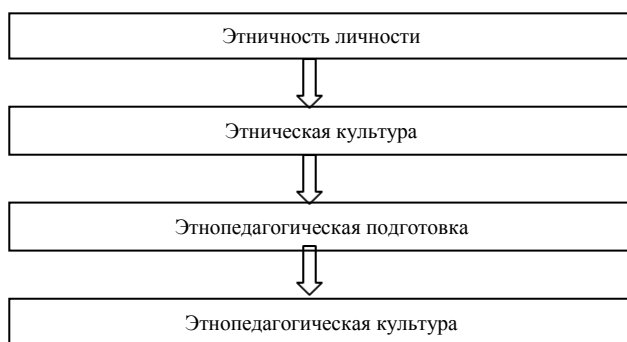 Этничность личности
Этническая культура
Этнопедагогическая подготовка
Этнопедагогическая культура